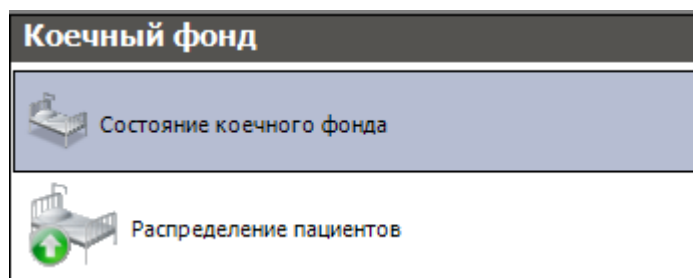 Коечный фонд
Состояние коечного фонда
Распределение пациентов